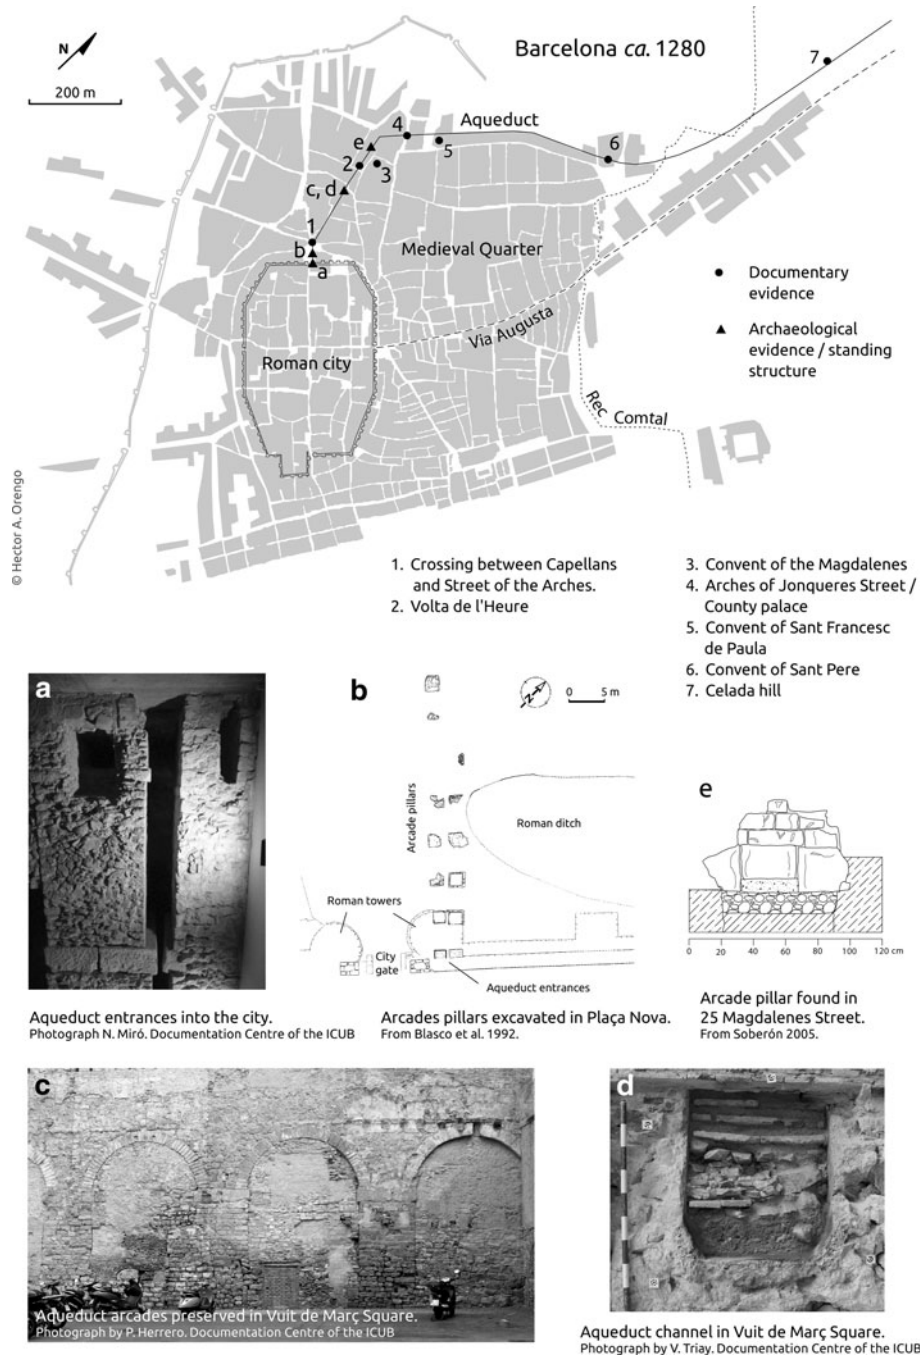 Barcelona ca. 1280
N
200 m
7
Aqueduct
4
6
5
e
2
3
c, d
1
b
a
Medieval Quarter
Documentary
evidence
Archaeological
evidence / standing
structure
Via Augusta
Roman city
Rec Comtal
© Hector A. Orengo
1. Crossing between Capellans
and Street of the Arches.
2. Volta de l'Heure
3. Convent of the Magdalenes
4. Arches of Jonqueres Street /
County palace
5. Convent of Sant Francesc
de Paula
6. Convent of Sant Pere
7. Celada hill
a
Aqueduct entrances into the city.
Photograph N. Miró. Documentation Centre of the ICUB
b
N
0 5 m
Arcade pillars
Roman ditch
Roman towers
City
gate
Aqueduct entrances
Arcades pillars excavated in Plaça Nova.
From Blasco et al. 1992.
e
0 20 40 60 80 100 120 cm
Arcade pillar found in
25 Magdalenes Street.
From Soberón 2005.
c
Aqueduct arcades preserved in Vuit de Març Square.
Photograph by P. Herrero. Documentation Centre of the ICUB
d
Aqueduct channel in Vuit de Març Square.
Photograph by V. Triay. Documentation Centre of the ICUB